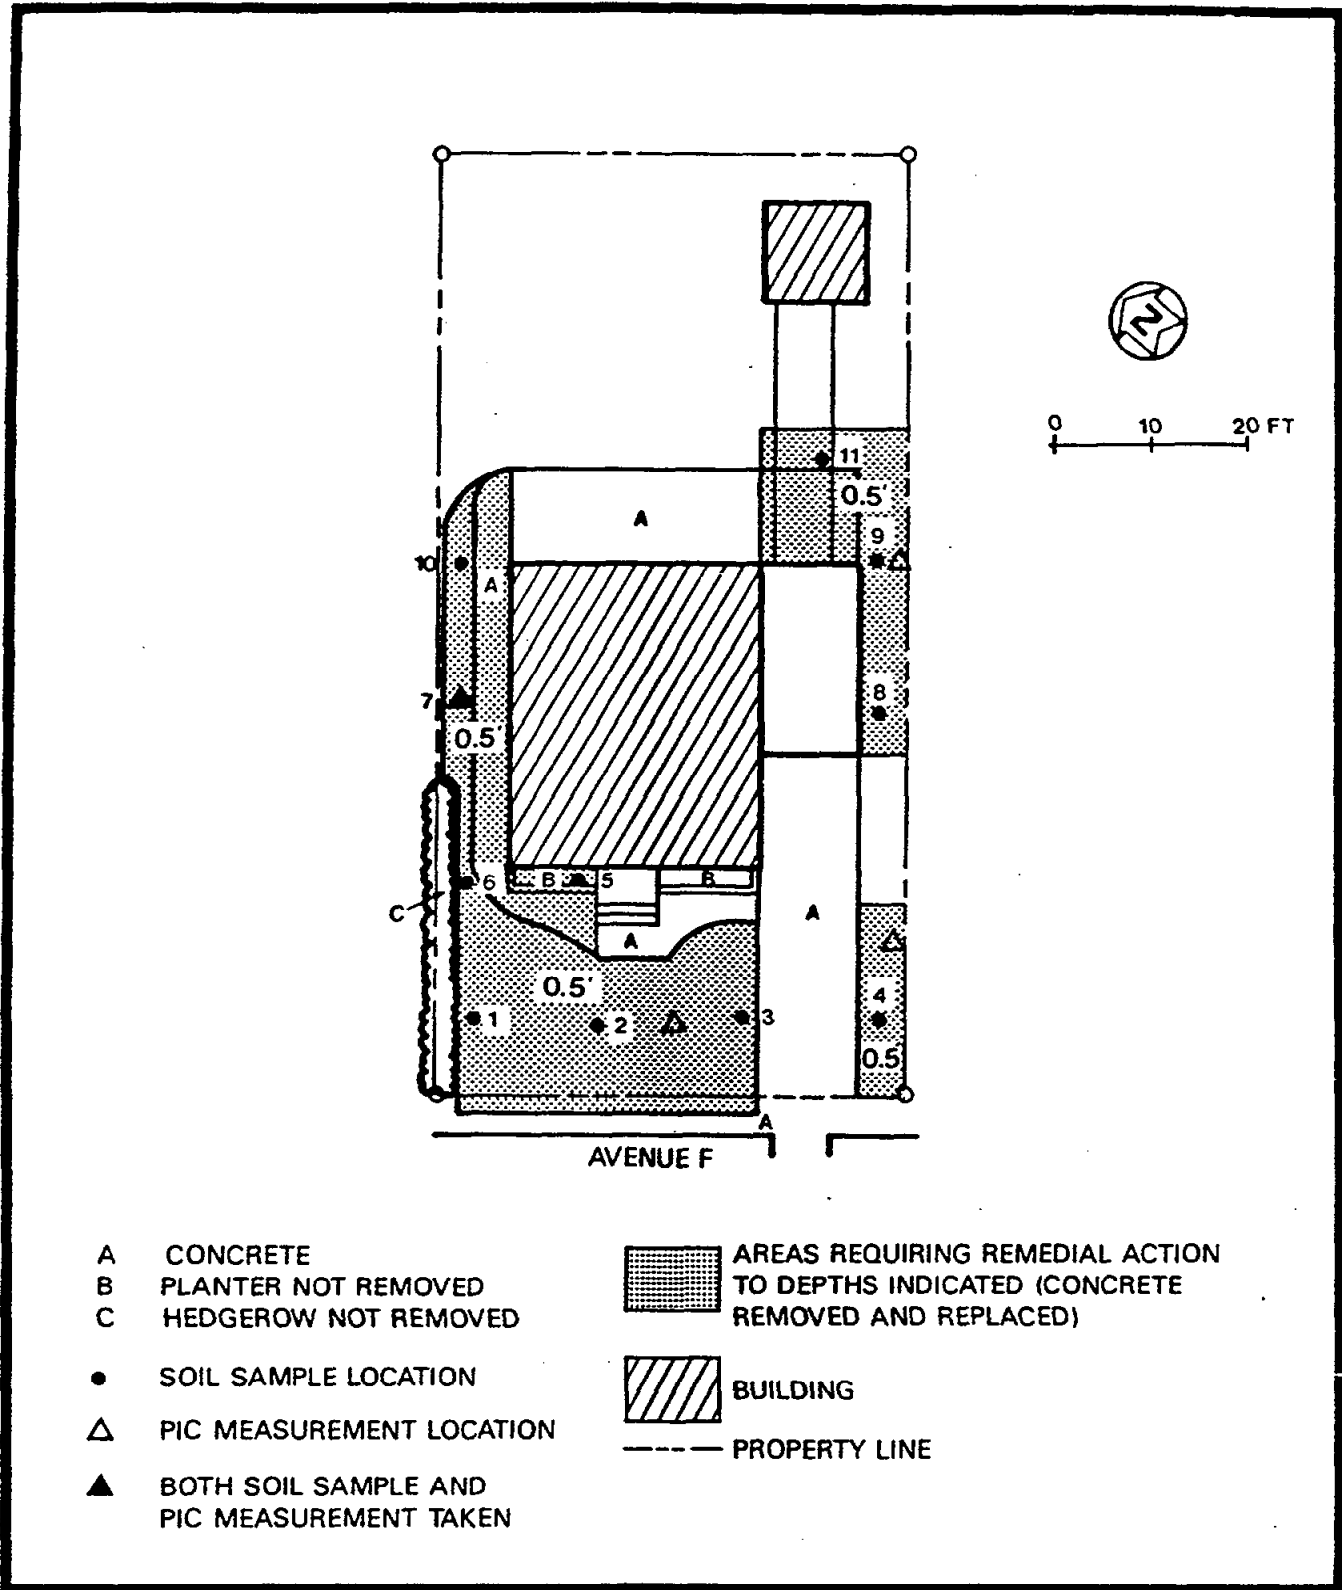 N
0 10 20 FT
11
0.5'
A
9
10
A
8
7
0.5'
B
5
B
6
C
A
A
0.5'
4
1
2
3
0.5
A
AVENUE F
A CONCRETE
B PLANTER NOT REMOVED
C HEDGEROW NOT REMOVED
SOIL SAMPLE LOCATION
PIC MEASUREMENT LOCATION
BOTH SOIL SAMPLE AND
PIC MEASUREMENT TAKEN
AREAS REQUIRING REMEDIAL ACTION
TO DEPTHS INDICATED (CONCRETE
REMOVED AND REPLACED)
BUILDING
PROPERTY LINE